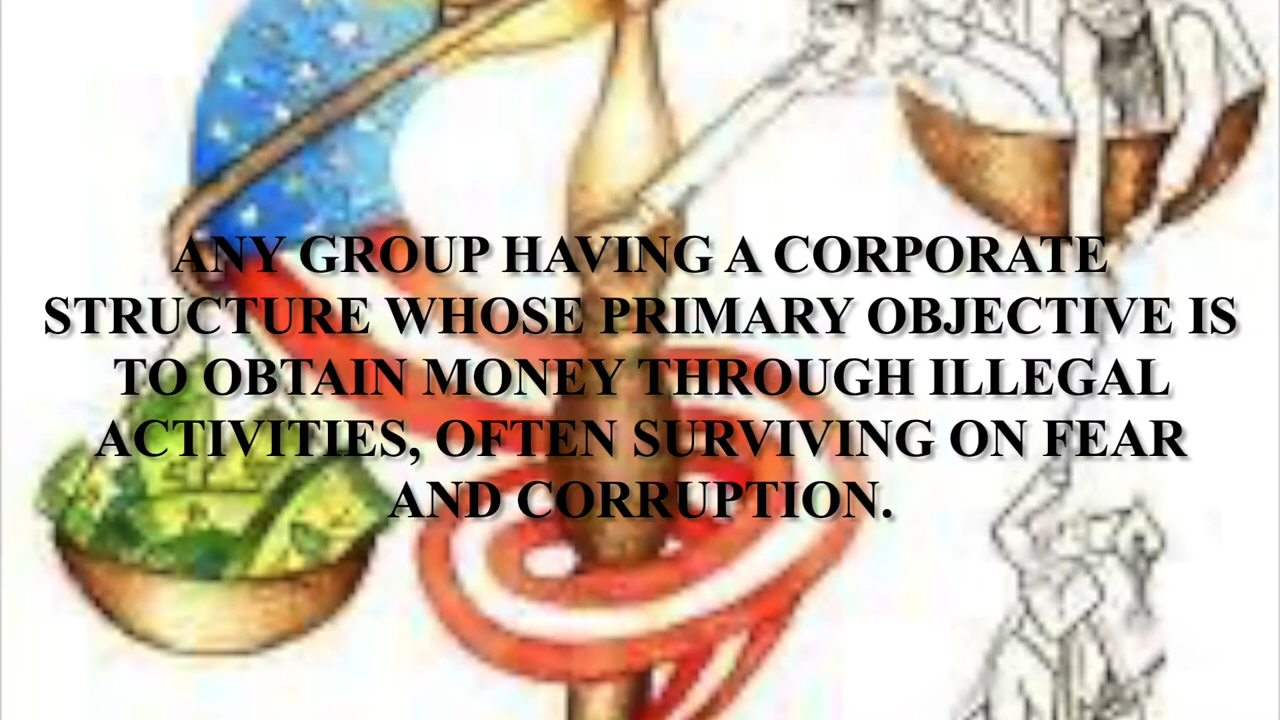 ANY GROUP HAVING A CORPORATE
STRUCTURE WHOSE PRIMARY OBJECTIVE IS
TO OBTAIN MONEY THROUGH ILLEGAL
ACTIVITIES, OFTEN SURVIVING ON FEAR
AND CORRUPTION.